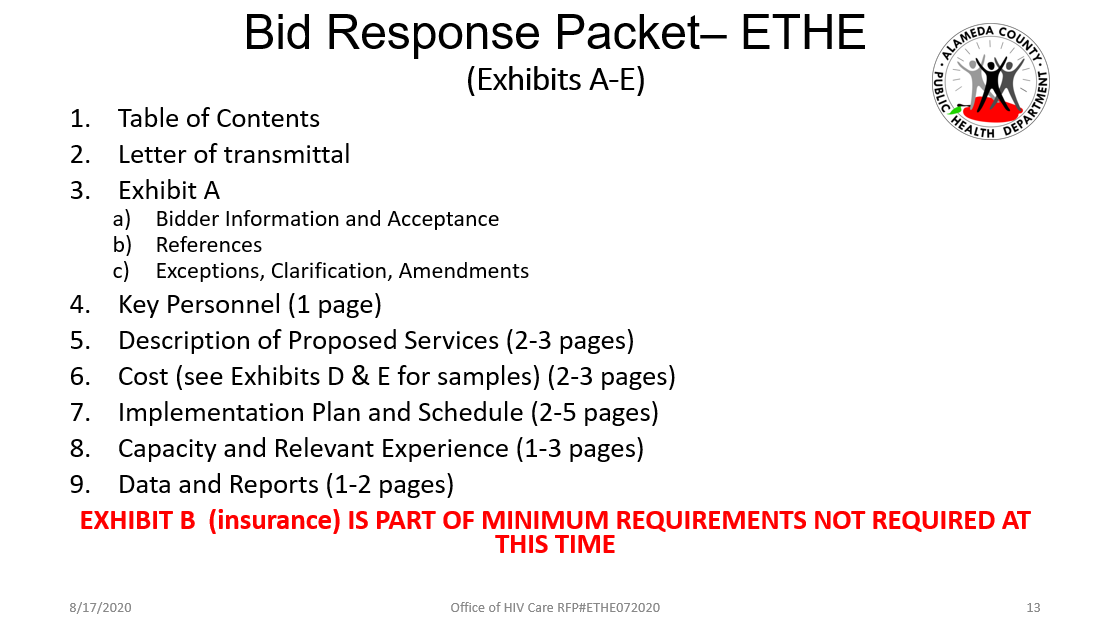 Bid Response Packet– ETHE
(Exhibits A-E)
ALAMEDA COUNTY
PUBLIC HEALTH DEPARTMENT
1. Table of Contents
2. Letter of transmittal
3. Exhibit A
a) Bidder Information and Acceptance
b) References
c) Exceptions, Clarification, Amendments
4. Key Personnel (1 page)
5. Description of Proposed Services (2-3 pages)
6. Cost (see Exhibits D & E for samples) (2-3 pages)
7. Implementation Plan and Schedule (2-5 pages)
8. Capacity and Relevant Experience (1-3 pages)
9. Data and Reports (1-2 pages)
EXHIBIT B (insurance) IS PART OF MINIMUM REQUIREMENTS NOT REQUIRED AT
THIS TIME
8/17/2020
Office of HIV Care RFP#ETHE072020
13